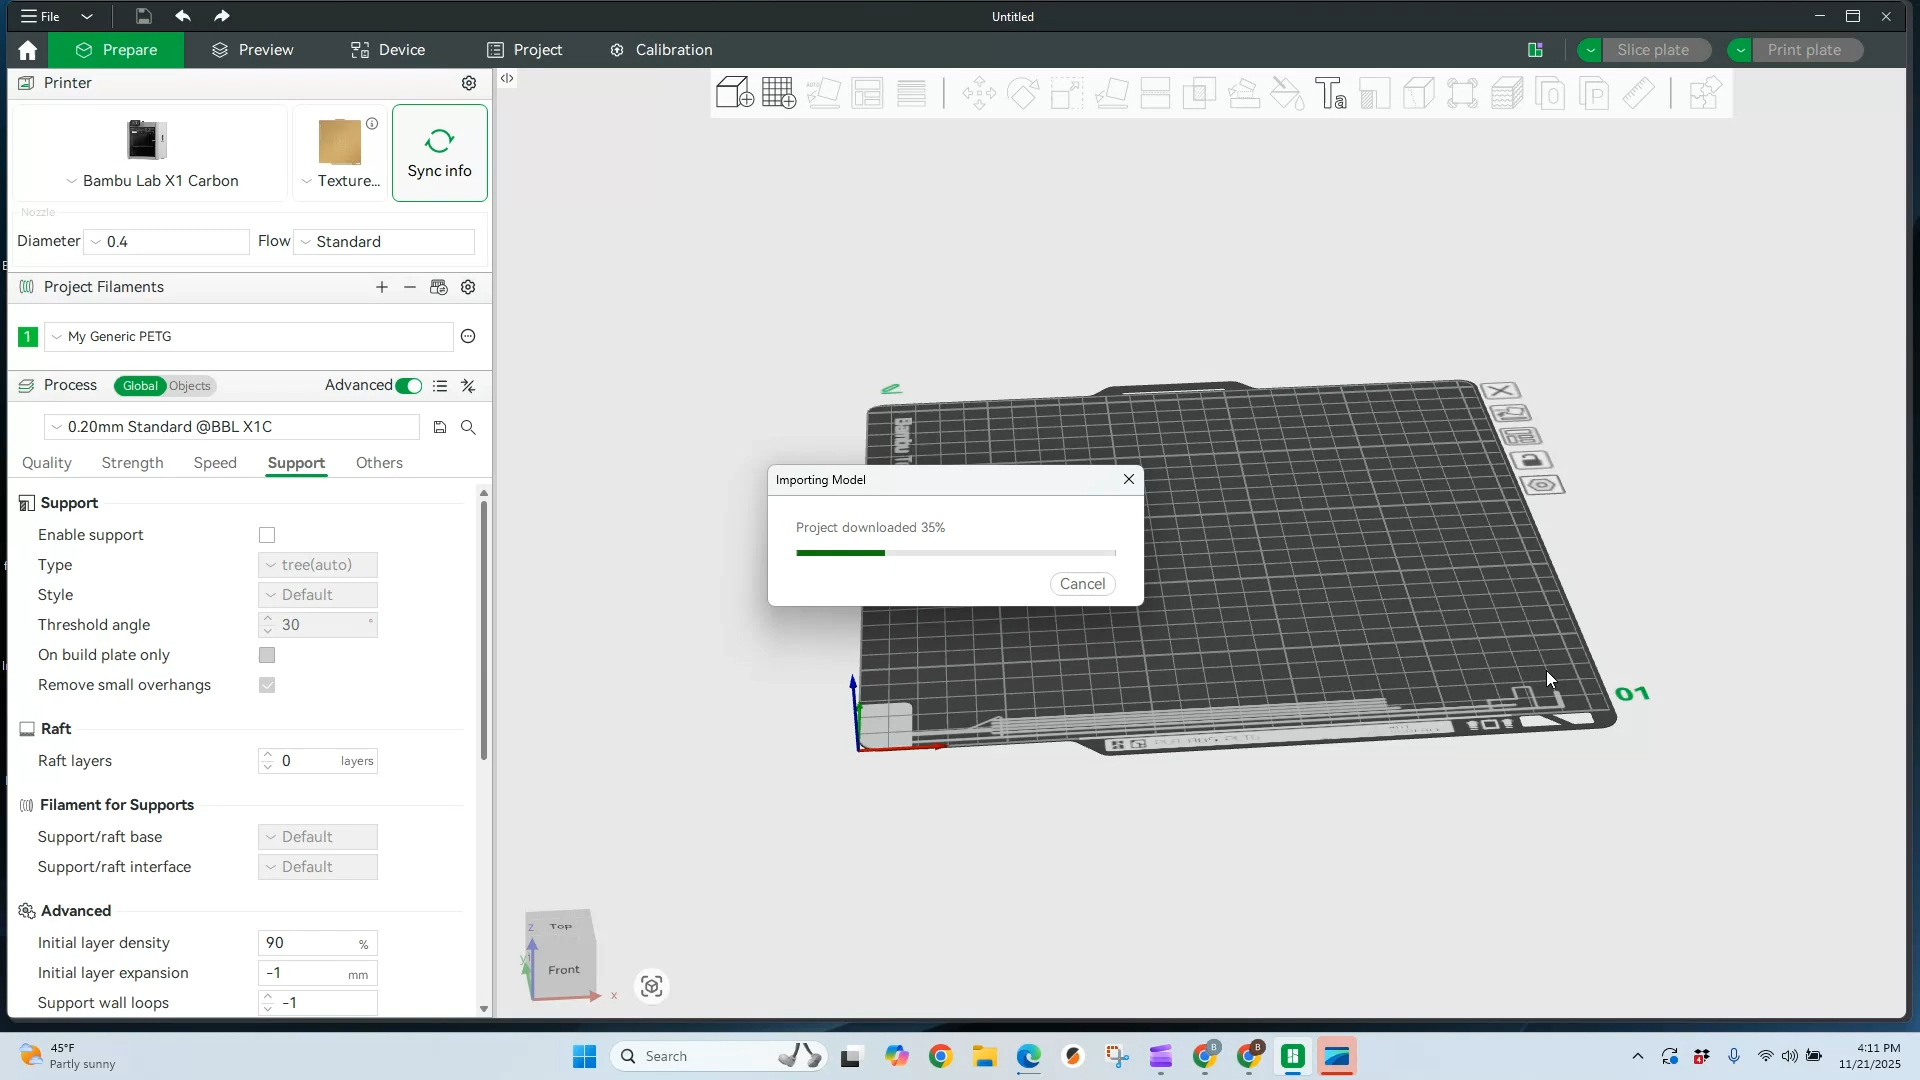 File
Untitled
Prepare
Preview
Device
Project
Calibration
Slice plate
Print plate
Printer
Bambu Lab X1 Carbon
Texture...
Sync info
Nozzle
Diameter
0.4
Flow
Standard
Project Filaments
1
My Generic PETG
Process
Global
Objects
Advanced
0.20mm Standard @BBL X1C
Quality
Strength
Speed
Support
Others
Support
Enable support
Type
tree(auto)
Style
Default
Threshold angle
30 °
On build plate only
Remove small overhangs
Raft
Raft layers
0 layers
Filament for Supports
Support/raft base
Default
Support/raft interface
Default
Advanced
Initial layer density
90 %
Initial layer expansion
-1 mm
Support wall loops
-1
Importing Model
Project downloaded 35%
Cancel
01
Top
Front
z
x
45°F
Partly sunny
Search
4:11 PM
11/21/2025